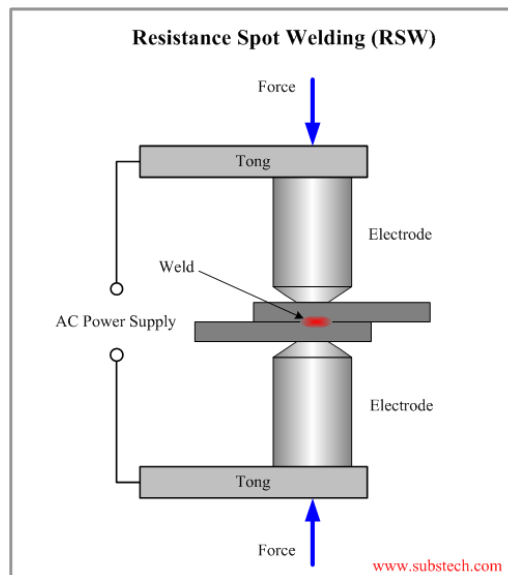 Resistance Spot Welding (RSW)
Force
Tong
Electrode
Weld
AC Power Supply
Electrode
Tong
Force
www.substech.com